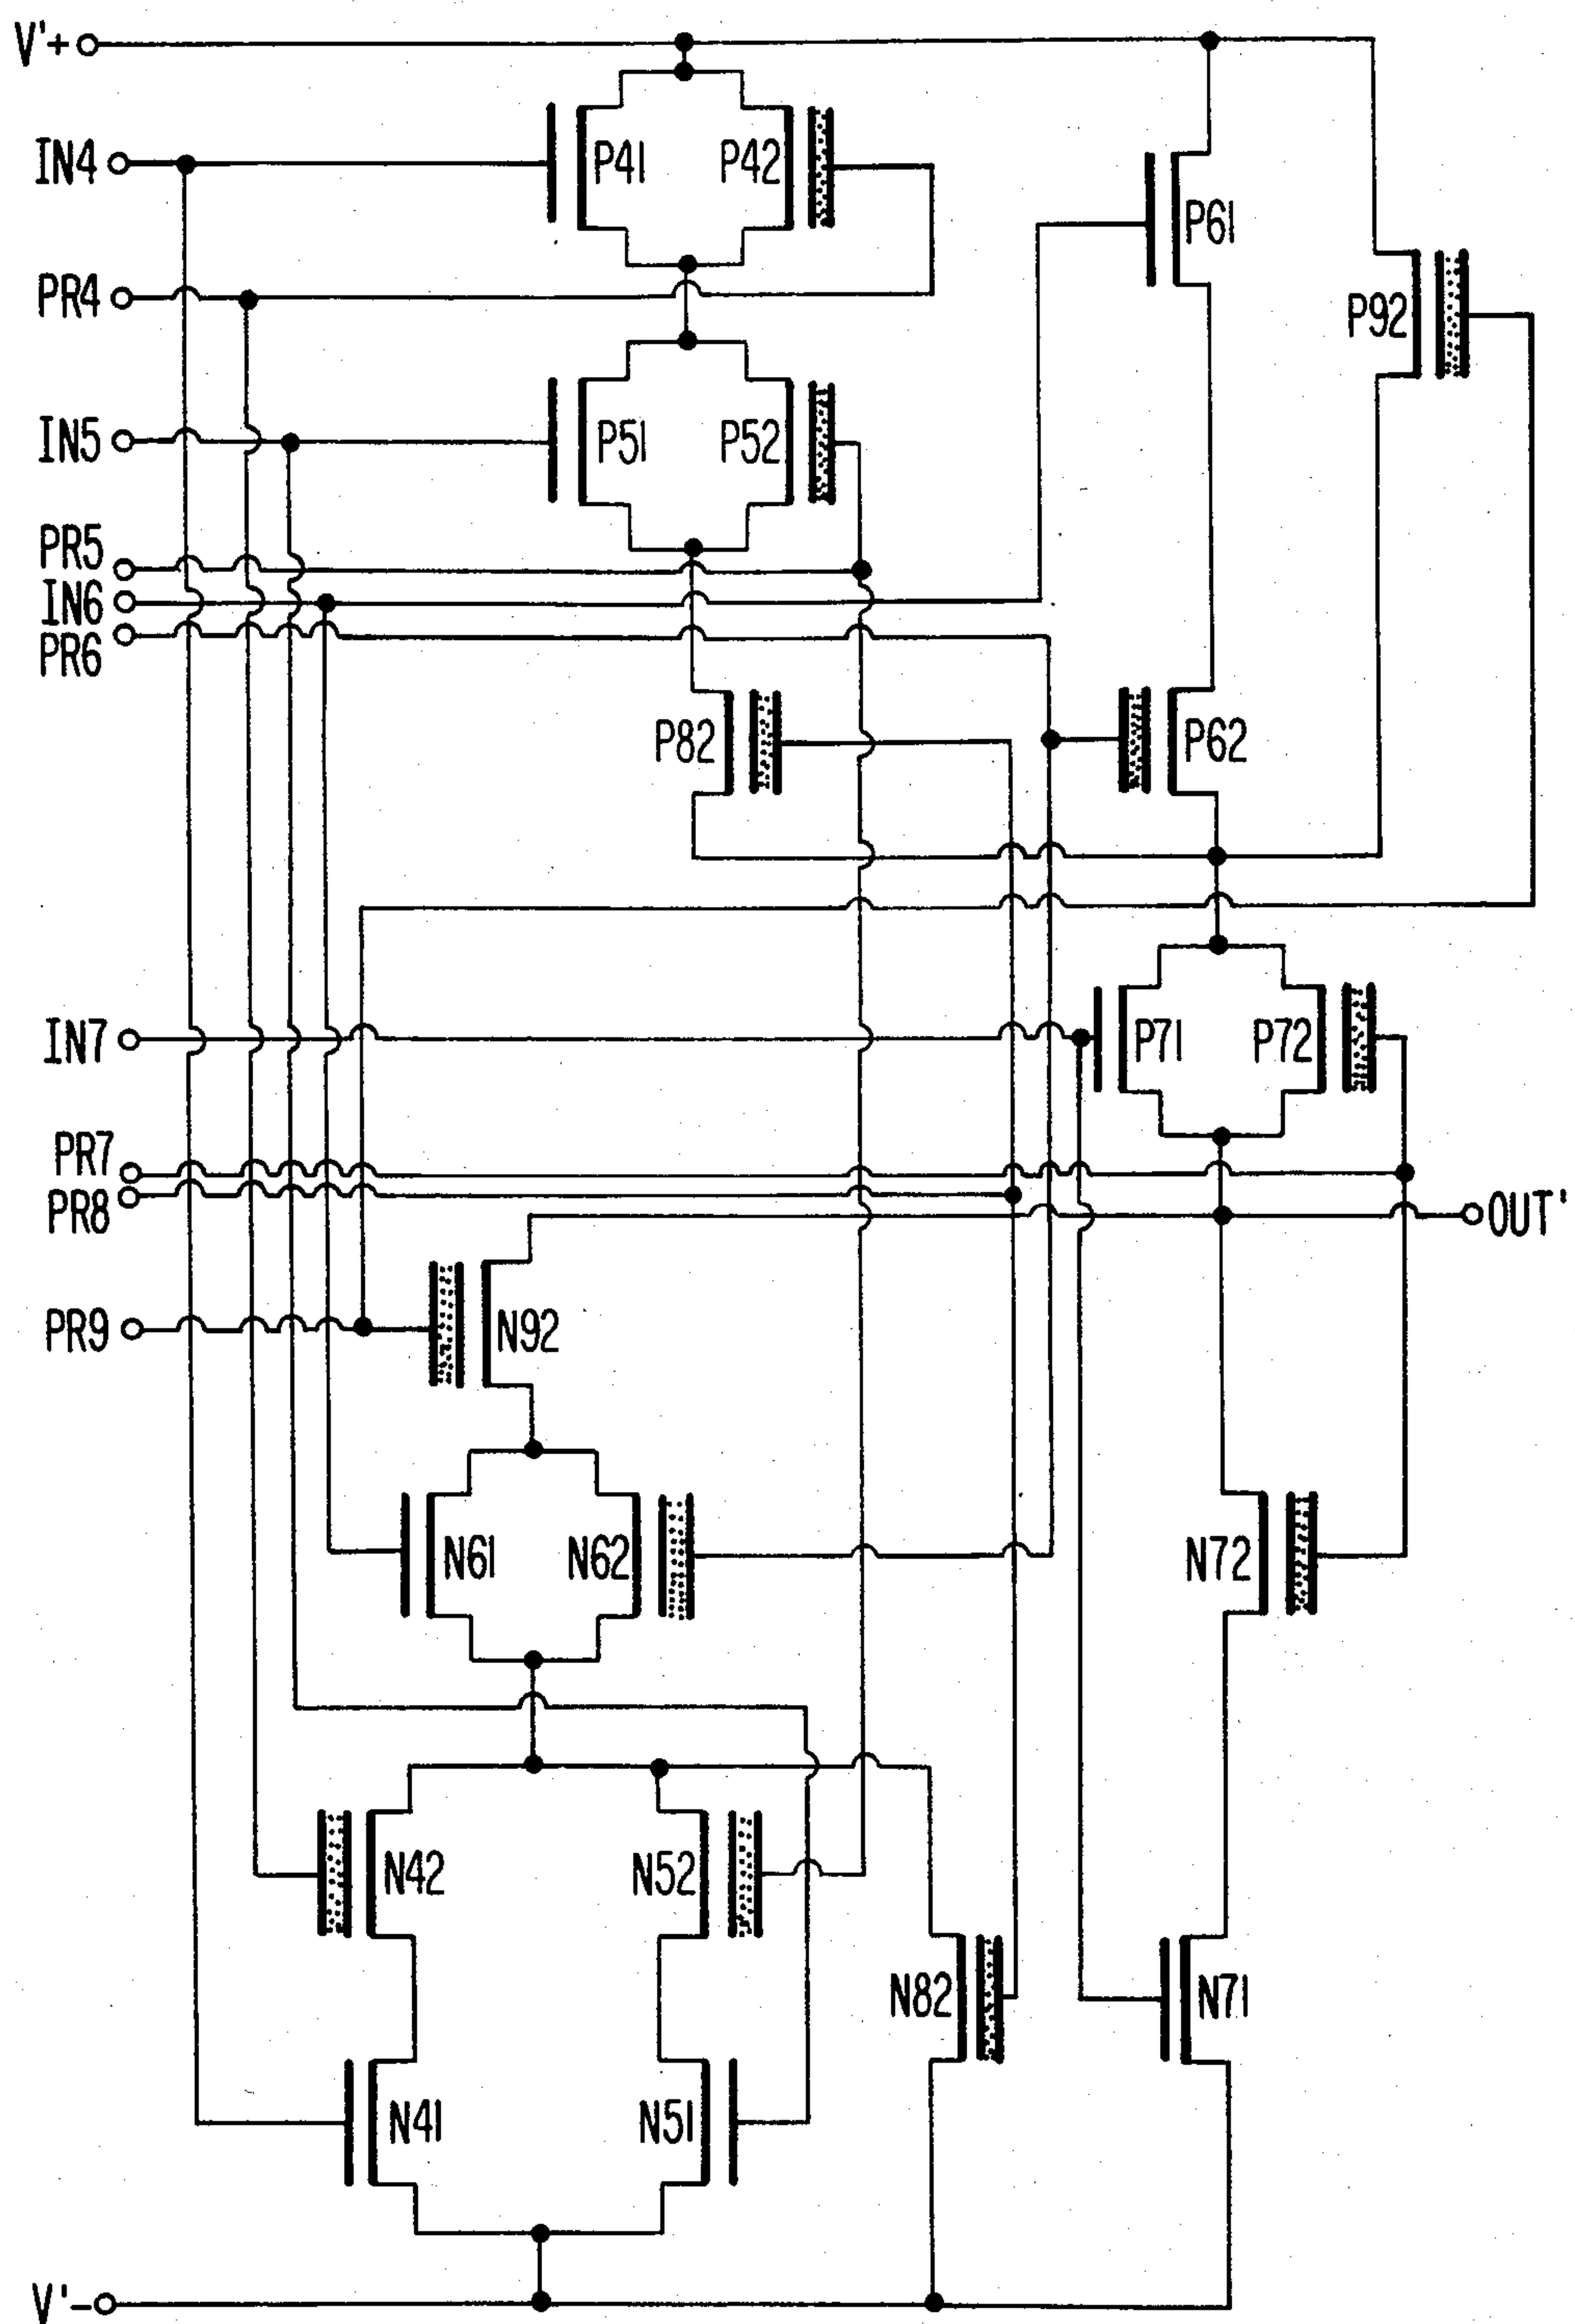 V'+
IN4
P41
P42
P61
PR4
P92
IN5
P51
P52
PR5
IN6
PR6
P82
P62
IN7
P71
P72
PR7
PR8
OUT'
PR9
N92
N61
N62
N72
N42
N52
N82
N71
N41
N51
V'-